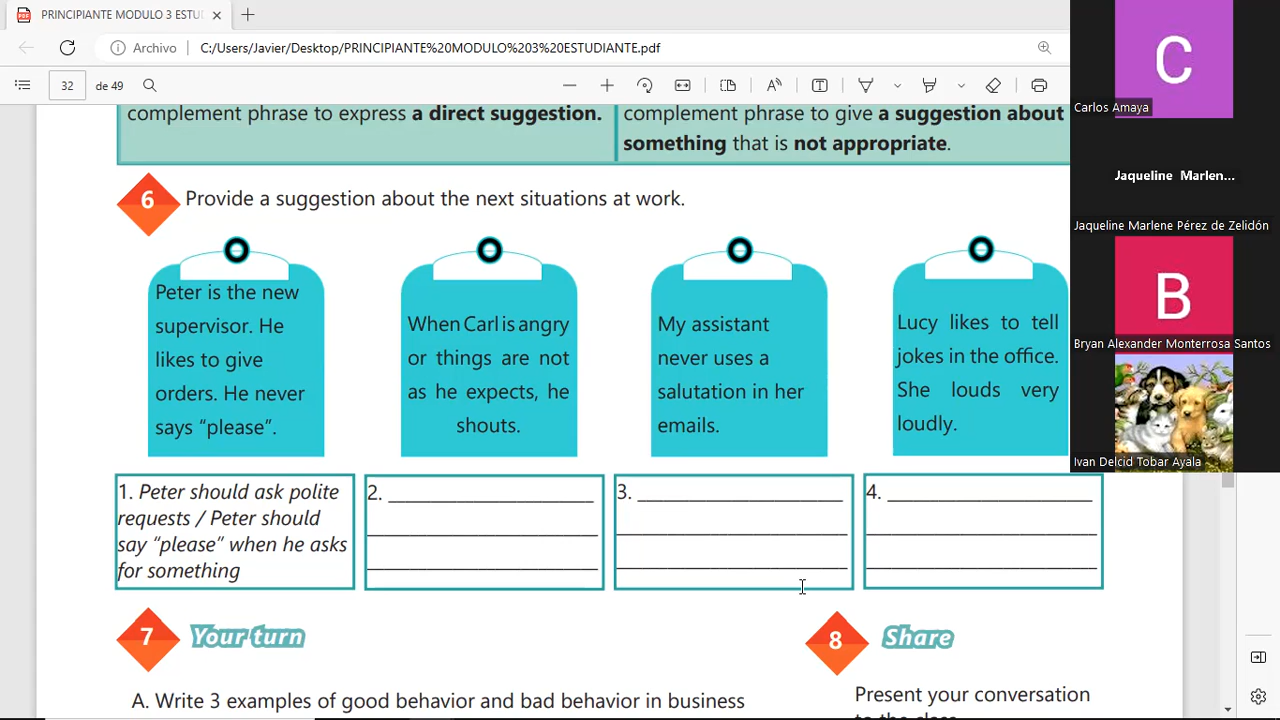 PRINCIPIANTE MODULO 3 ESTU
Archivo
C:/Users/Javier/Desktop/PRINCIPIANTE%20MODULO%203%20ESTUDIANTE.pdf
32
de 49
complement phrase to express a direct suggestion.
complement phrase to give a suggestion about
something that is not appropriate.
6
Provide a suggestion about the next situations at work.
Peter is the new
supervisor. He
likes to give
orders. He never
says “please”.
When Carl is angry
or things are not
as he expects, he
shouts.
My assistant
never uses a
salutation in her
emails.
Lucy likes to tell
jokes in the office.
She louds very
loudly.
1. Peter should ask polite
requests / Peter should
say “please” when he asks
for something
2.
3.
4.
7
Your turn
8
Share
A. Write 3 examples of good behavior and bad behavior in business
Present your conversation
to the class
C
Carlos Amaya
Jaqueline Marlen...
Jaqueline Marlene Pérez de Zelidón
B
Bryan Alexander Monterrosa Santos
Ivan Delcid Tobar Ayala